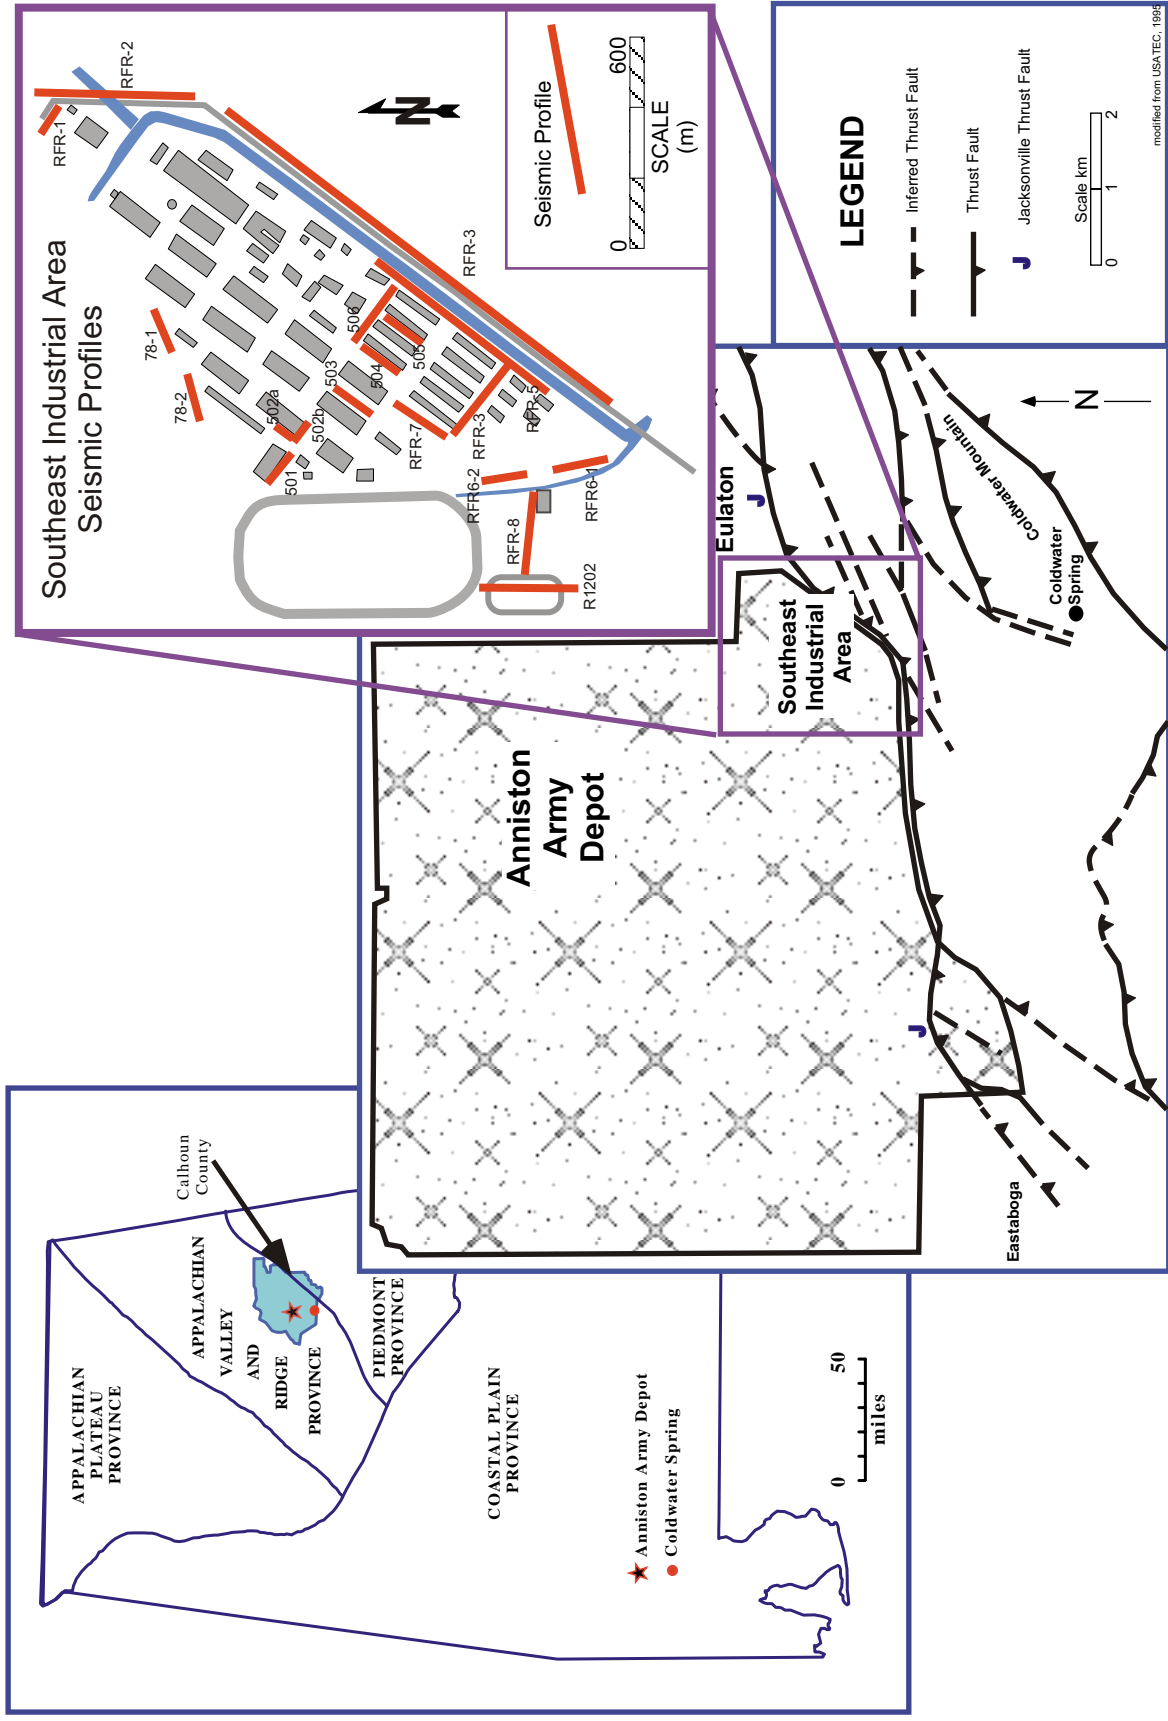 APPALACHIAN
PLATEAU
PROVINCE
APPALACHIAN
VALLEY
AND
RIDGE
PROVINCE
Calhoun
County
PIEDMONT
PROVINCE
COASTAL PLAIN
PROVINCE
Anniston Army Depot
Coldwater Spring
0 50
miles
Southeast Industrial Area
Seismic Profiles
RFR-1
RFR-2
78-1
78-2
502a
502b
501
503
504
505
506
RFR-7
RFR-3
RFR-5
RFR-3
RFR6-2
RFR6-1
RFR-8
R1202
N
Seismic Profile
0 600
SCALE
(m)
Anniston
Army
Depot
Southeast
Industrial
Area
Eulaton
J
J
Eastaboga
Coldwater
Spring
Coldwater Mountain
N
LEGEND
Inferred Thrust Fault
Thrust Fault
J Jacksonville Thrust Fault
Scale km
0 1 2
modified from USATEC, 1995